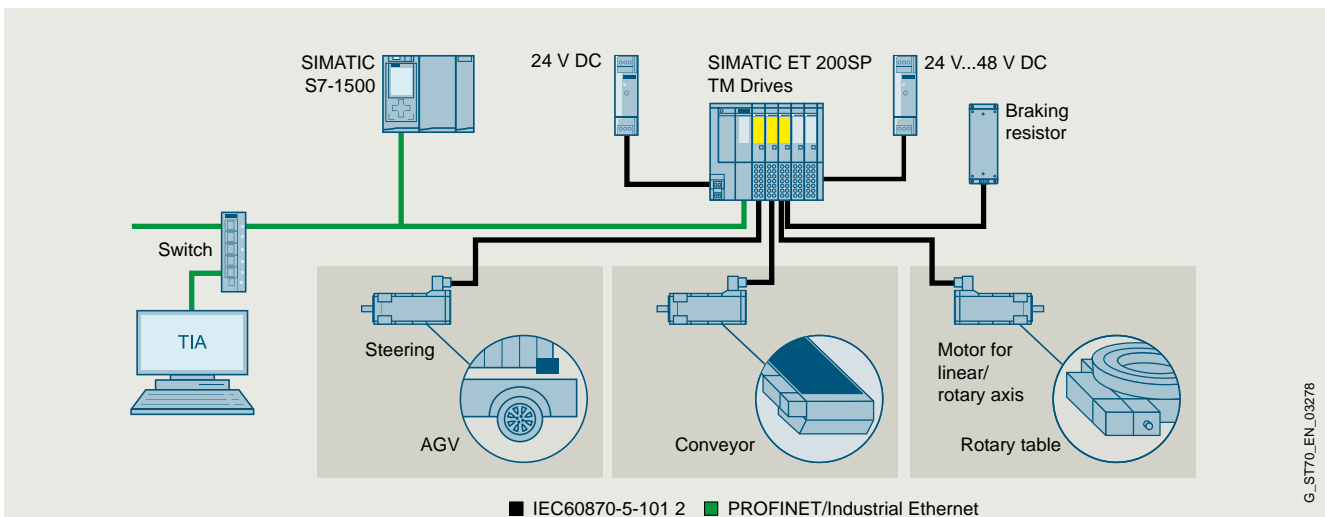 SIMATIC
S7-1500
24 V DC
SIMATIC ET 200SP
TM Drives
24 V...48 V DC
Braking
resistor
Switch
TIA
Steering
AGV
Conveyor
Motor for
linear/
rotary axis
Rotary table
IEC60870-5-101 2
PROFINET/Industrial Ethernet
G_ST70_EN_03278